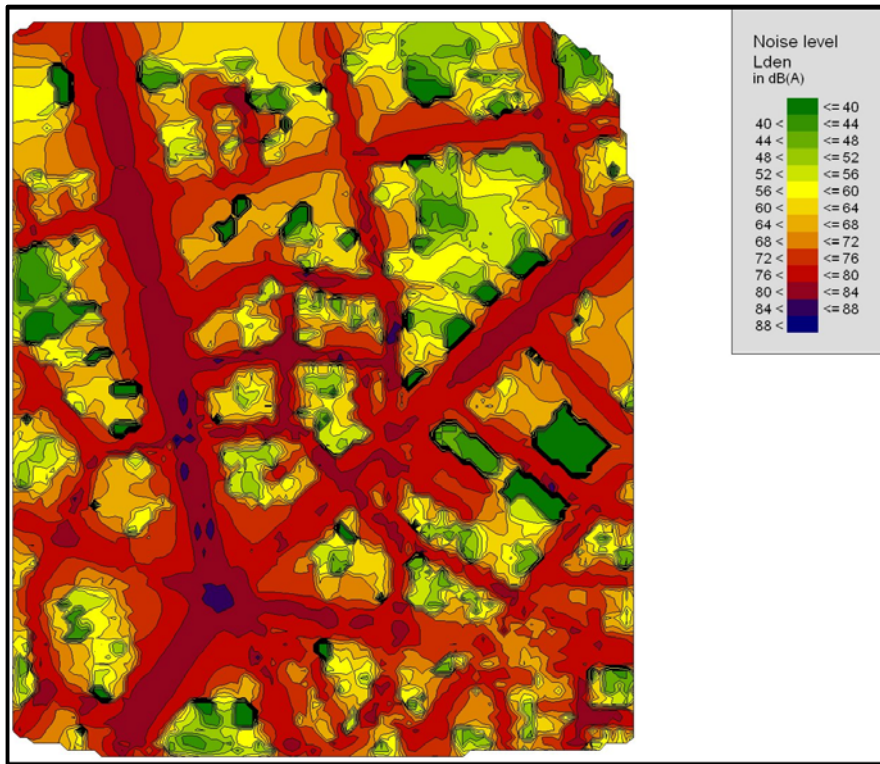 Noise level
Lden
in dB(A)
<= 40
40 < <= 44
44 < <= 48
48 < <= 52
52 < <= 56
56 < <= 60
60 < <= 64
64 < <= 68
68 < <= 72
72 < <= 76
76 < <= 80
80 < <= 84
84 < <= 88
88 <